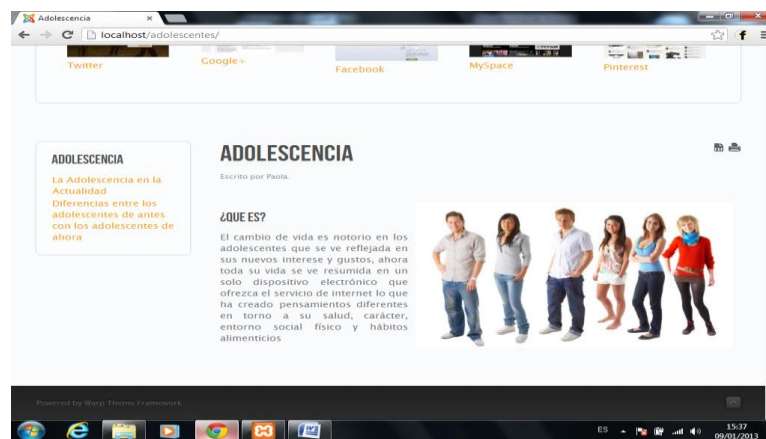 Adolescencia
localhost/adolescentes/
Twitter
Google+
Facebook
MySpace
Pinterest
ADOLESCENCIA
La Adolescencia en la
Actualidad
Diferencias entre los
adolescentes de antes
con los adolescentes de
ahora
ADOLESCENCIA
Escrito por Paola.
¿QUE ES?
El cambio de vida es notorio en los
adolescentes que se ve reflejada en
sus nuevos interese y gustos, ahora
toda su vida se ve resumida en un
solo dispositivo electrónico que
ofrezca el servicio de internet lo que
ha creado pensamientos diferentes
en torno a su salud, carácter,
entorno social físico y hábitos
alimenticios
Powered by Warp Theme Framework
ES
15:37
09/01/2013